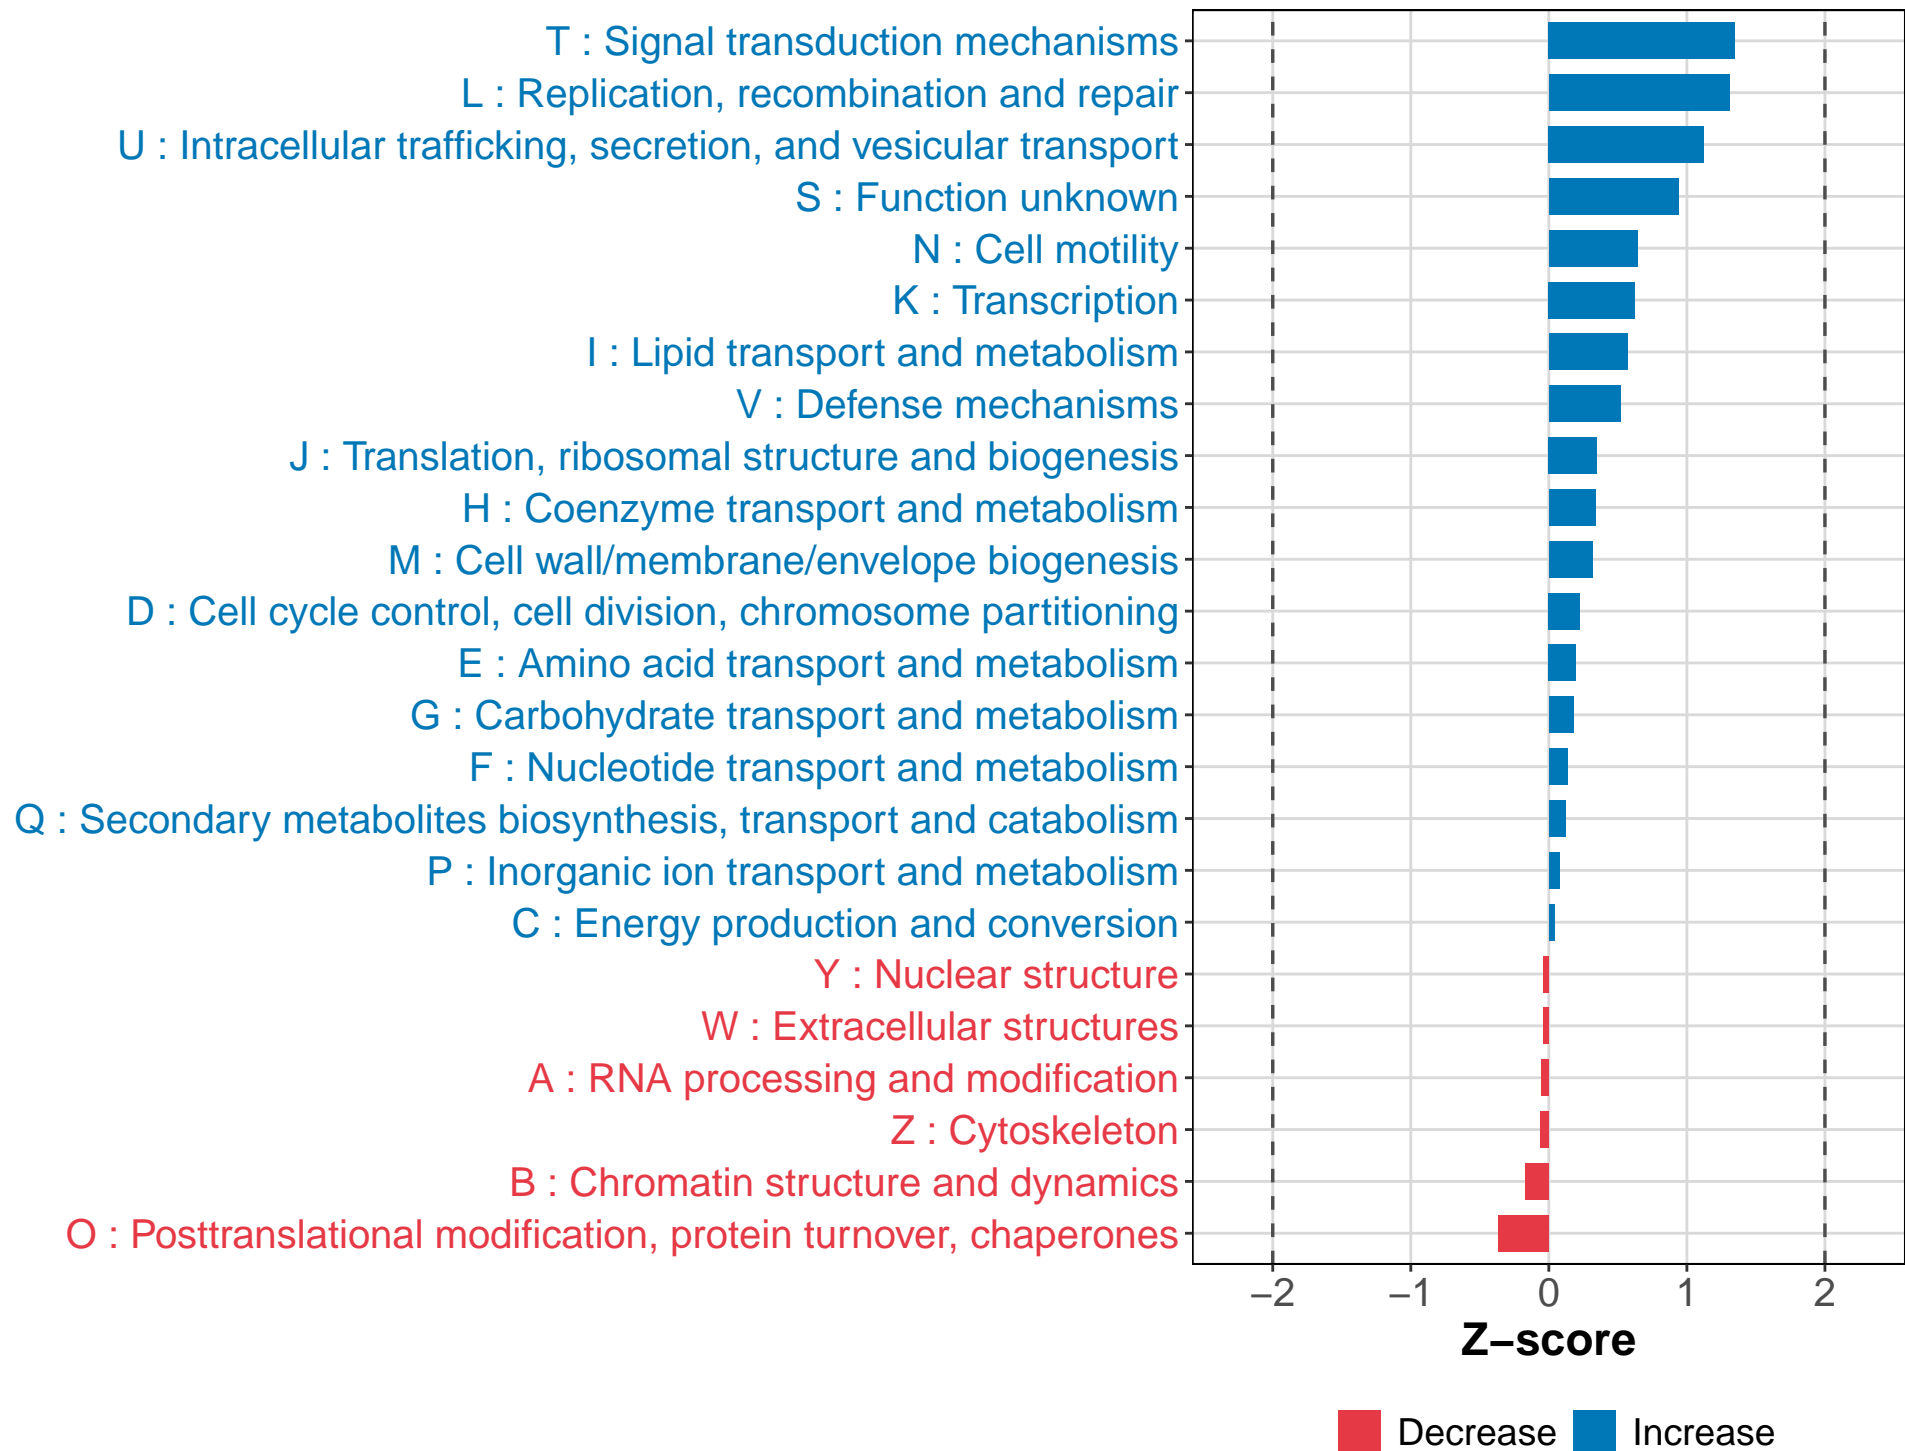 T : Signal transduction mechanisms
L : Replication, recombination and repair
U : Intracellular trafficking, secretion, and vesicular transport
S : Function unknown
N : Cell motility
K : Transcription
I : Lipid transport and metabolism
V : Defense mechanisms
J : Translation, ribosomal structure and biogenesis
H : Coenzyme transport and metabolism
M : Cell wall/membrane/envelope biogenesis
D : Cell cycle control, cell division, chromosome partitioning
E : Amino acid transport and metabolism
G : Carbohydrate transport and metabolism
F : Nucleotide transport and metabolism
Q : Secondary metabolites biosynthesis, transport and catabolism
P : Inorganic ion transport and metabolism
C : Energy production and conversion
Y : Nuclear structure
W : Extracellular structures
A : RNA processing and modification
Z : Cytoskeleton
B : Chromatin structure and dynamics
O : Posttranslational modification, protein turnover, chaperones
−2 −1 0 1 2
Z−score
Decrease Increase